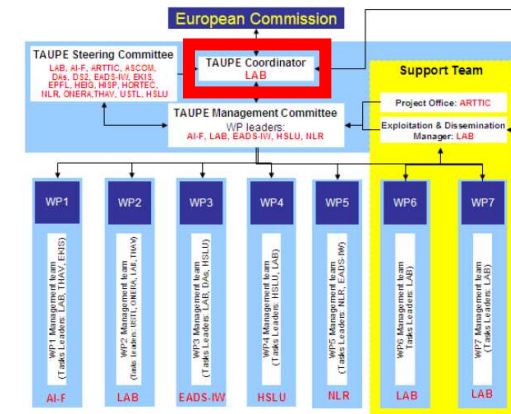 European Commission
TAUPE Steering Committee
LAB, AI-F, ARTTIC, ASCOM,
DAs, DS2, EADS-IW, EKIS,
EPFL, HEIG, HISP, HORTEC,
NLR, ONERA,THAV, USTL, HSLU
TAUPE Coordinator
LAB
Support Team
TAUPE Management Committee
WP leaders:
AI-F, LAB, EADS-IW, HSLU, NLR
Project Office: ARTTIC
Exploitation & Dissemination
Manager: LAB
WP1
WP2
WP3
WP4
WP5
WP6
WP7
WP1 Management team
(Tasks Leaders: LAB, THAV, EKIS)
WP2 Management team
(Tasks Leaders: USTL, ONERA, LAB, THAV)
WP3 Management team
(Tasks Leaders: LAB, DAs, HSLU)
WP4 Management team
(Tasks Leaders: HSLU, LAB)
WP5 Management team
(Tasks Leaders: NLR, EADS-IW)
WP6 Management team
Tasks Leaders: LAB)
WP7 Management team
(Tasks Leaders: LAB)
AI-F
LAB
EADS-IW
HSLU
NLR
LAB
LAB